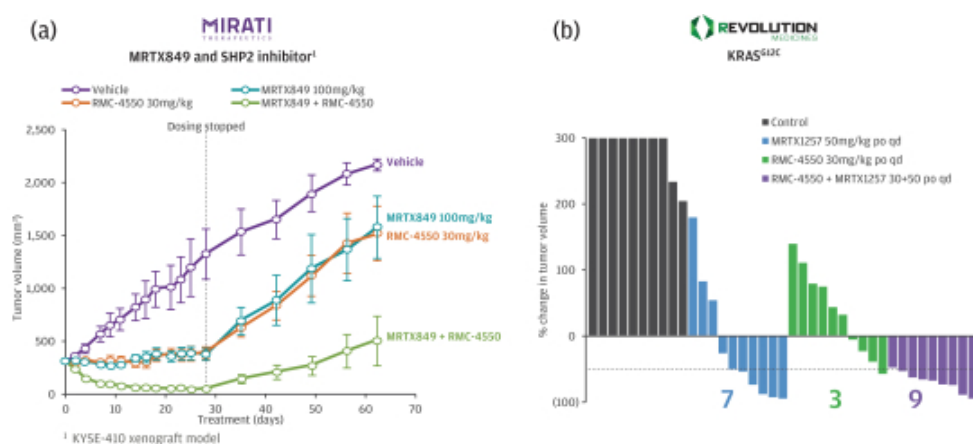 (a)
MIRATI
THERAPEUTICS
MRTX849 and SHP2 inhibitor¹
Vehicle
MRTX849 100mg/kg
RMC-4550 30mg/kg
MRTX849 + RMC-4550
Dosing stopped
2,500
2,000
1,500
1,000
500
0
Tumor volume (mm³)
Vehicle
MRTX849 100mg/kg
RMC-4550 30mg/kg
MRTX849 + RMC-4550
0 10 20 30 40 50 60 70
Treatment (days)
¹ KYSE-410 xenograft model
(b)
REVOLUTION
MEDICINES
KRASᴳ¹²ᶜ
Control
MRTX1257 50mg/kg po qd
RMC-4550 30mg/kg po qd
RMC-4550 + MRTX1257 30+50 po qd
300
200
100
0
(100)
% change in tumor volume
7 3 9